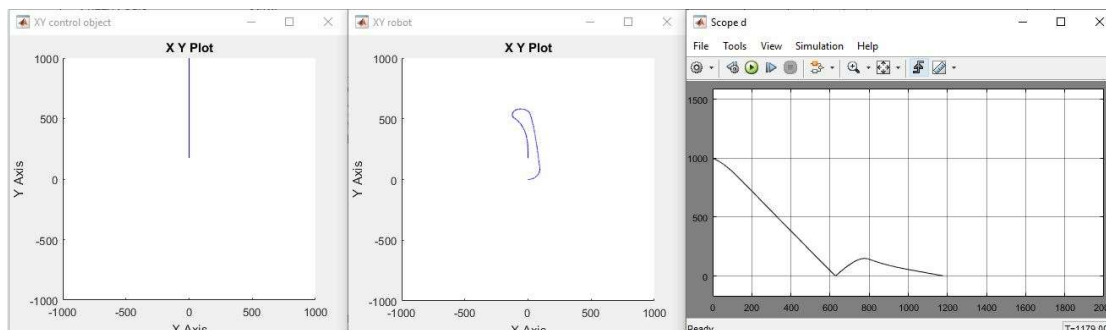 XY control object
X Y Plot
1000
500
0
-500
-1000
-1000 -500 0 500 1000
X Axis
Y Axis
XY robot
X Y Plot
1000
500
0
-500
-1000
-1000 -500 0 500 1000
X Axis
Y Axis
Scope d
File Tools View Simulation Help
1500
1000
500
0
0 200 400 600 800 1000 1200 1400 1600 1800
Ready